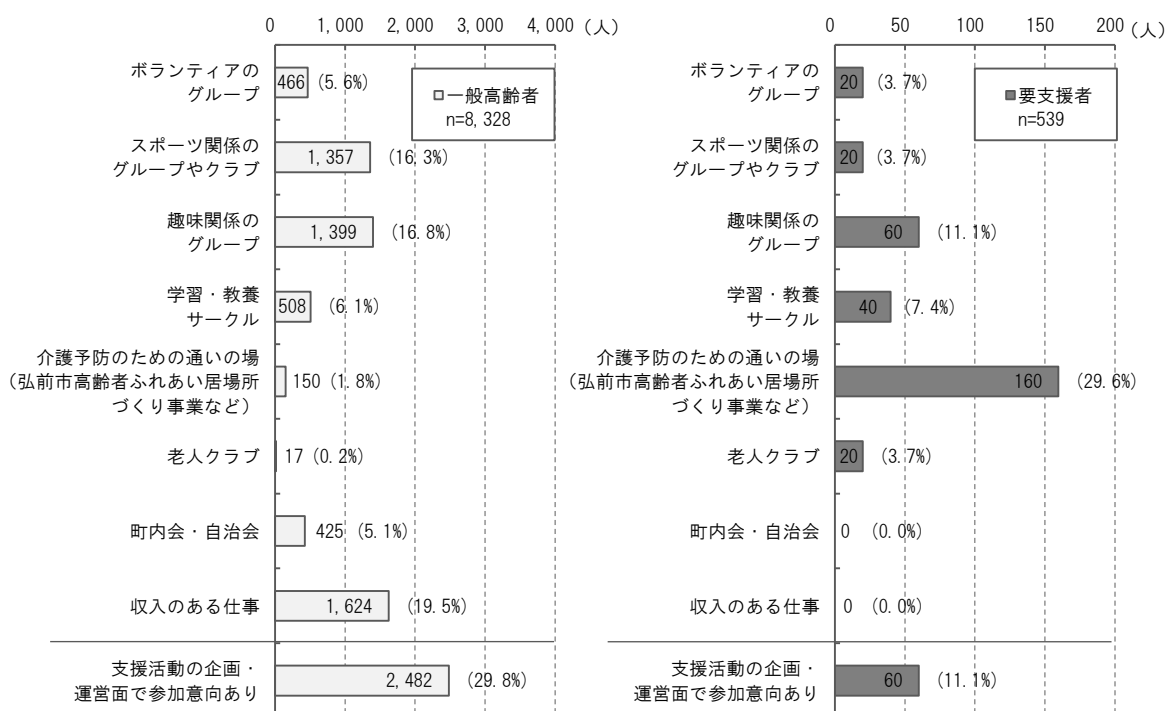 0
1,000
2,000
3,000
4,000
(人)
ボランティアの
グループ
466
(5.6%)
スポーツ関係の
グループやクラブ
1,357
(16.3%)
趣味関係の
グループ
1,399
(16.8%)
学習・教養
サークル
508
(6.1%)
介護予防のための通いの場
(弘前市高齢者ふれあい居場所
づくり事業など)
150 (1.8%)
老人クラブ
17 (0.2%)
町内会・自治会
425 (5.1%)
収入のある仕事
1,624
(19.5%)
支援活動の企画・
運営面で参加意向あり
2,482
(29.8%)
一般高齢者
n=8,328
0
50
100
150
200
(人)
ボランティアの
グループ
20
(3.7%)
スポーツ関係の
グループやクラブ
20
(3.7%)
趣味関係の
グループ
60
(11.1%)
学習・教養
サークル
40
(7.4%)
介護予防のための通いの場
(弘前市高齢者ふれあい居場所
づくり事業など)
160
(29.6%)
老人クラブ
20
(3.7%)
町内会・自治会
0 (0.0%)
収入のある仕事
0 (0.0%)
支援活動の企画・
運営面で参加意向あり
60
(11.1%)
要支援者
n=539